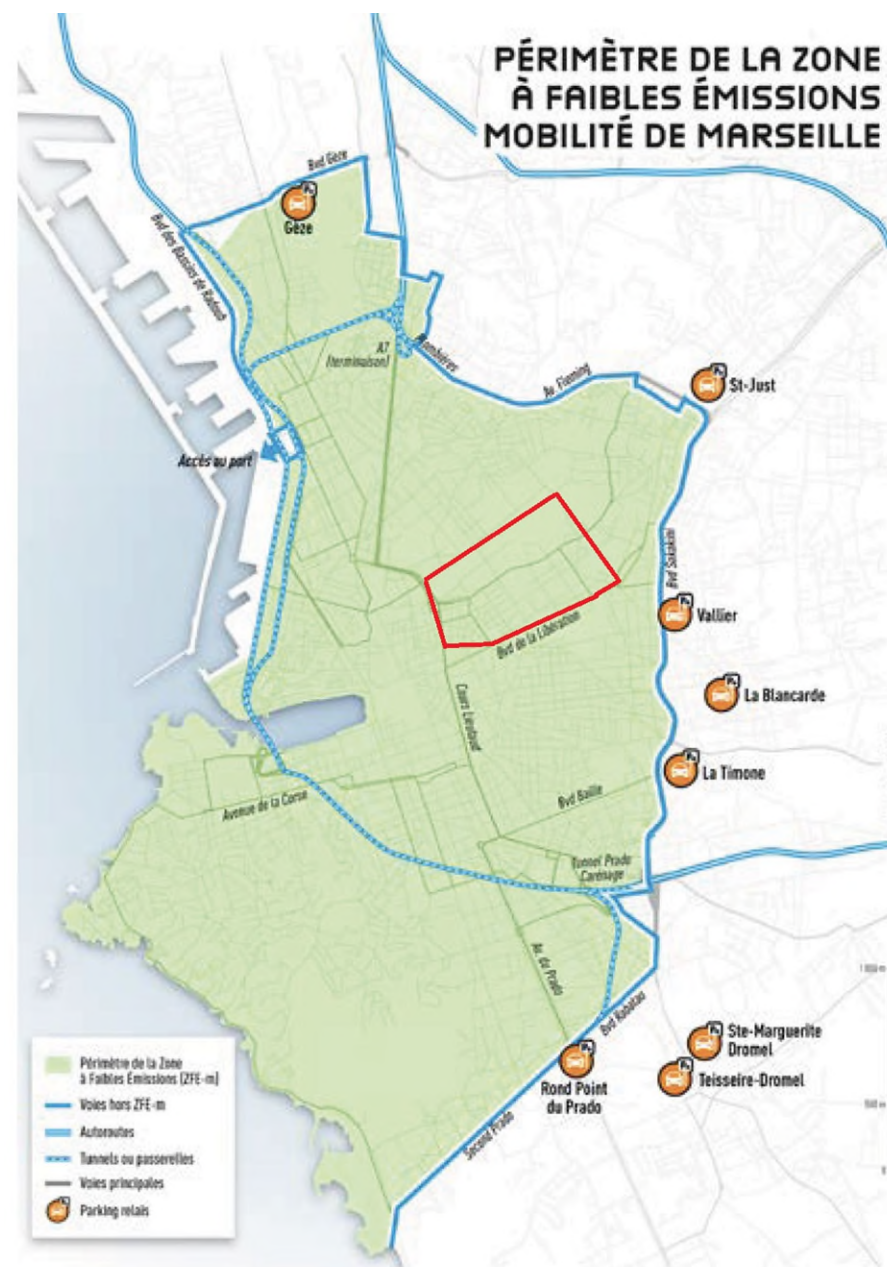 PÉRIMÈTRE DE LA ZONE
À FAIBLES ÉMISSIONS
MOBILITÉ DE MARSEILLE
Bvd Gèze
Gèze
Bvd des Bassins de Radoub
A7
(terminaison)
Plombières
Av. Fleming
St-Just
Accès au port
Bvd Sakakini
Vallier
Bvd de la Libération
La Blancarde
Cours Lieutaud
La Timone
Avenue de la Corse
Bvd Baille
Tunnel Prado
Carénage
Av. du Prado
Bvd Rabatau
Ste-Marguerite
Dromel
Teisseire-Dromel
Rond Point
du Prado
Second Prado
Périmètre de la Zone
à Faibles Émissions (ZFE-m)
Voies hors ZFE-m
Autoroutes
Tunnels ou passerelles
Voies principales
Parking relais